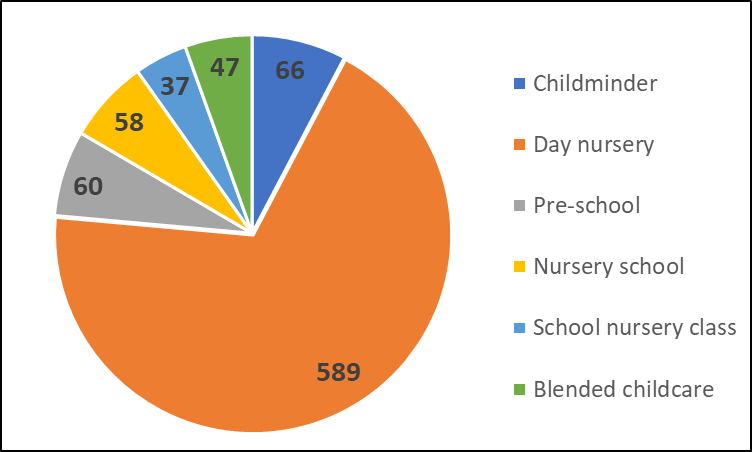 47
66
37
58
60
589
Childminder
Day nursery
Pre-school
Nursery school
School nursery class
Blended childcare